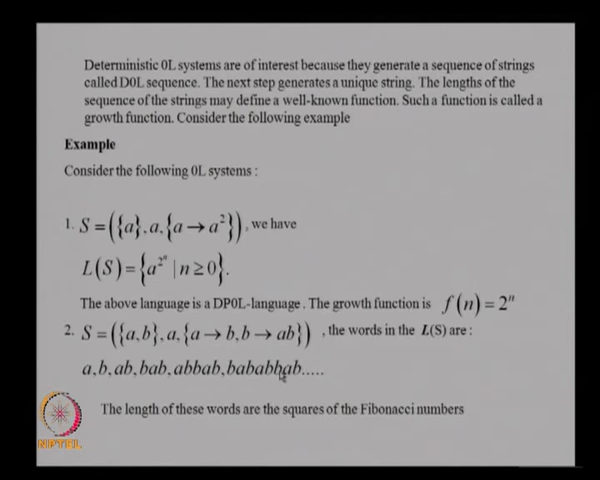 Deterministic 0L systems are of interest because they generate a sequence of strings
called D0L sequence. The next step generates a unique string. The lengths of the
sequence of the strings may define a well-known function. Such a function is called a
growth function. Consider the following example
Example
Consider the following 0L systems :
1. S = ({a}, a, {a → a²}), we have
L(S) = {a^{2^n} | n ≥ 0}.
The above language is a DP0L-language . The growth function is f(n) = 2ⁿ
2. S = ({a,b}, a, {a → b, b → ab}) , the words in the L(S) are :
a, b, ab, bab, abbab, bababbab.....
The length of these words are the squares of the Fibonacci numbers
NPTEL